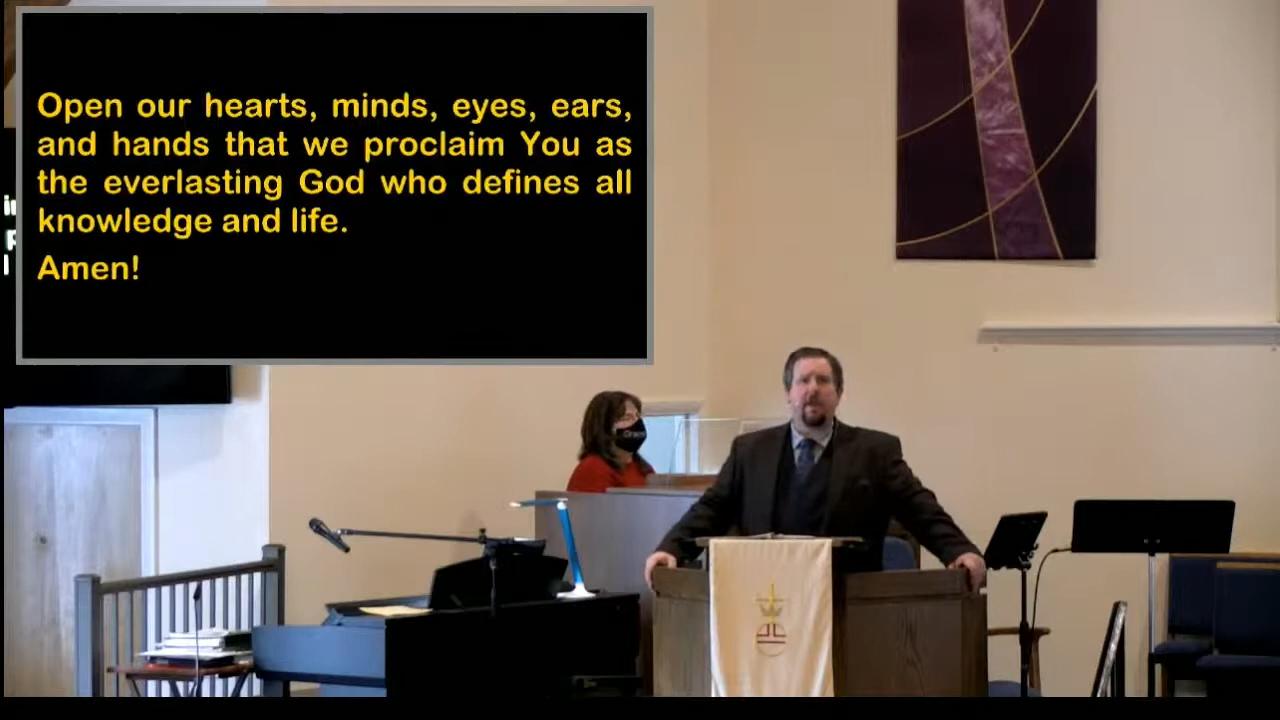 Open our hearts, minds, eyes, ears,
and hands that we proclaim You as
the everlasting God who defines all
knowledge and life.
Amen!